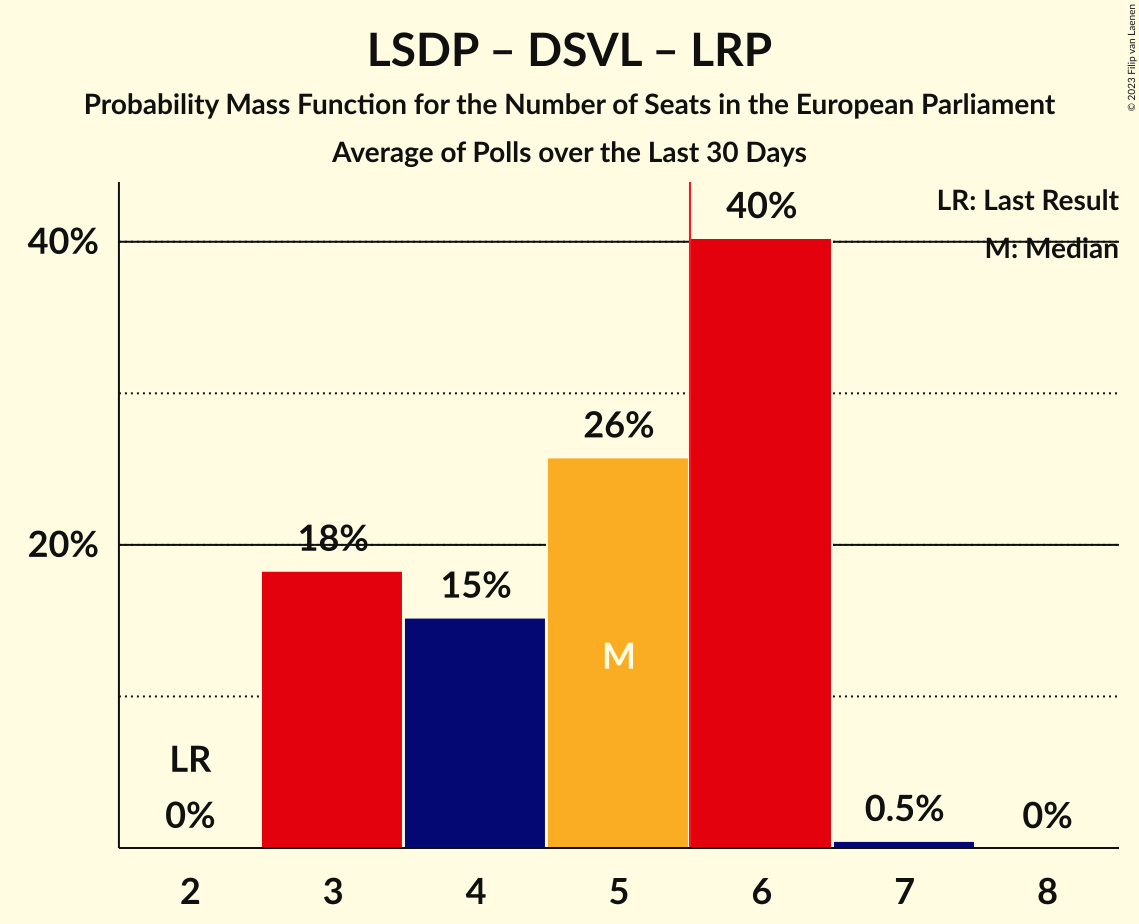 LSDP – DSVL – LRP
Probability Mass Function for the Number of Seats in the European Parliament
Average of Polls over the Last 30 Days
© 2023 Filip van Laenen
LR: Last Result
M: Median
40%
20%
0%
LR
18%
15%
26%
M
40%
0.5%
0%
2 3 4 5 6 7 8